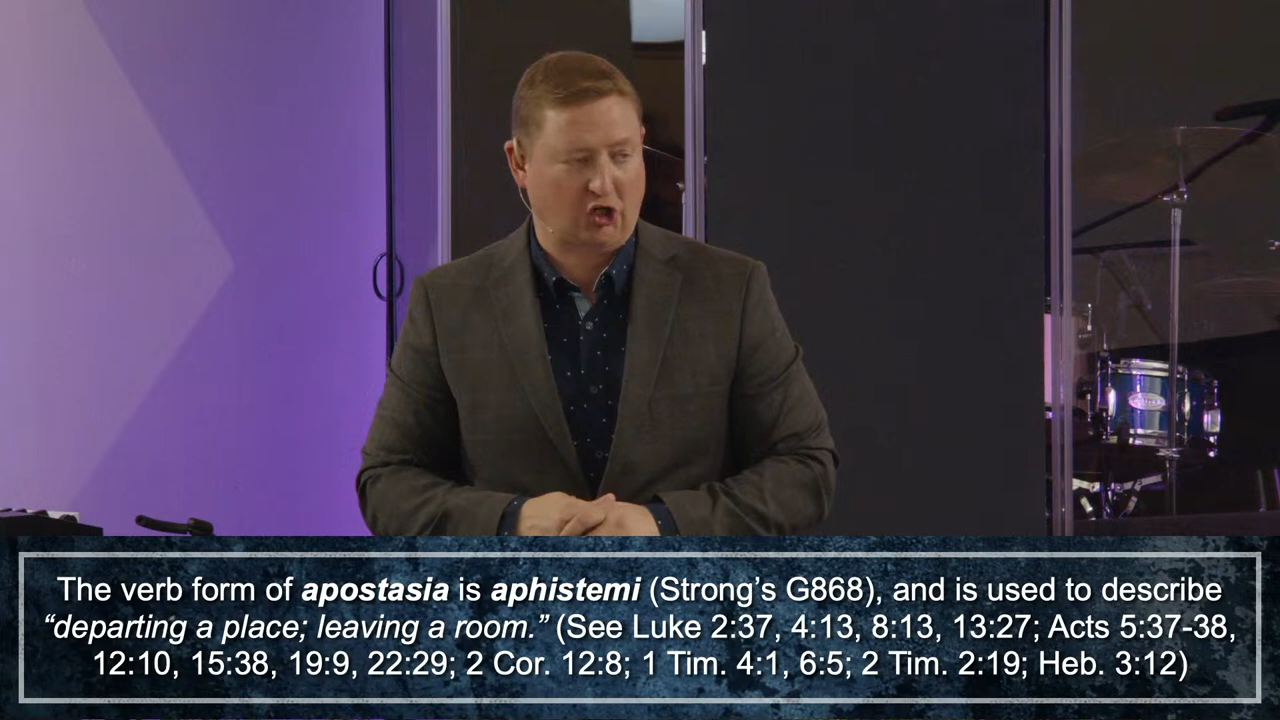 The verb form of apostasia is aphistemi (Strong’s G868), and is used to describe
“departing a place; leaving a room.” (See Luke 2:37, 4:13, 8:13, 13:27; Acts 5:37-38,
12:10, 15:38, 19:9, 22:29; 2 Cor. 12:8; 1 Tim. 4:1, 6:5; 2 Tim. 2:19; Heb. 3:12)